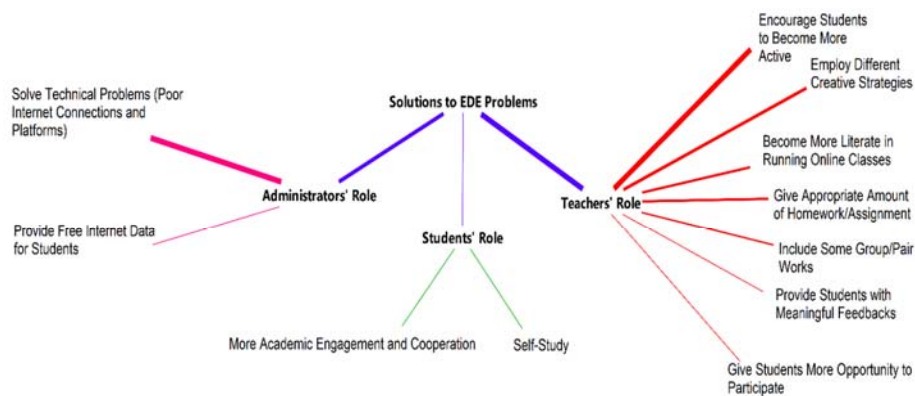 Solutions to EDE Problems
Administrators' Role
Solve Technical Problems (Poor
Internet Connections and
Platforms)
Provide Free Internet Data
for Students
Students' Role
More Academic Engagement and Cooperation
Self-Study
Teachers' Role
Encourage Students
to Become More
Active
Employ Different
Creative Strategies
Become More Literate in
Running Online Classes
Give Appropriate Amount
of Homework/Assignment
Include Some Group/Pair
Works
Provide Students with
Meaningful Feedbacks
Give Students More Opportunity to
Participate